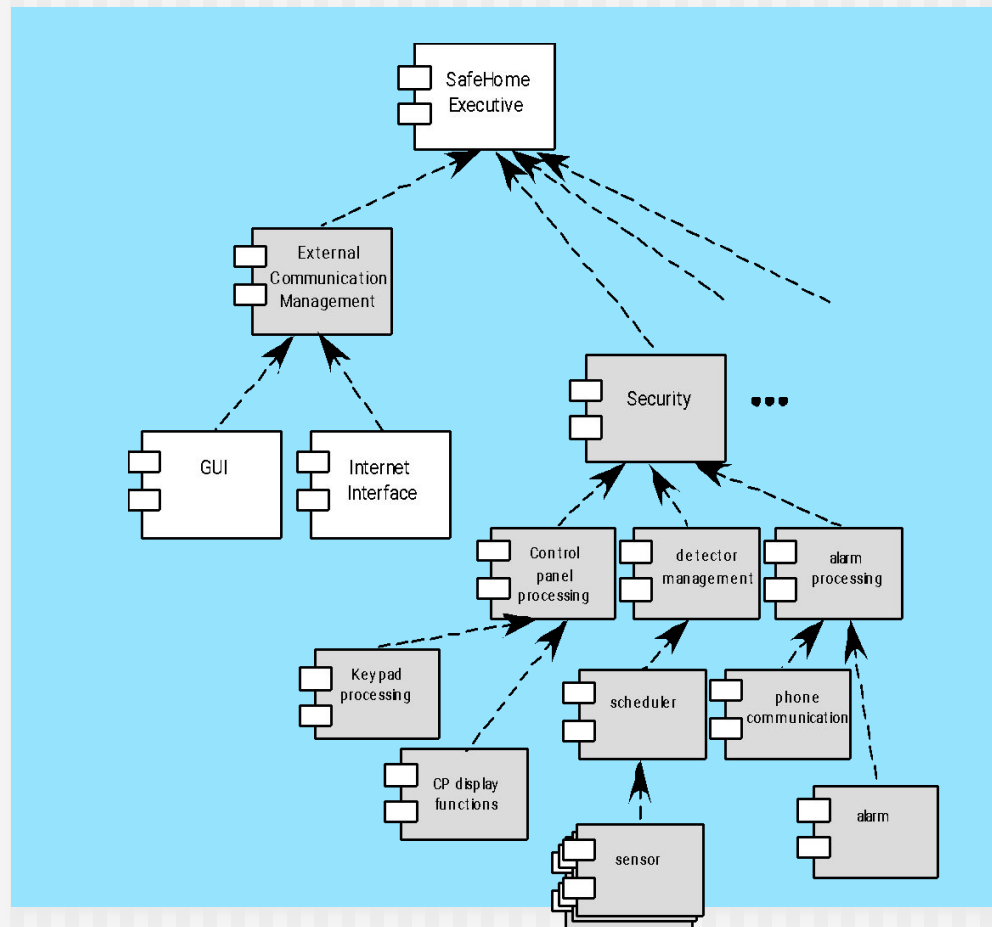 SafeHome
Executive
External
Communication
Management
Security
GUI
Internet
Interface
Control
panel
processing
detector
management
alarm
processing
Keypad
processing
scheduler
phone
communication
CP display
functions
alarm
sensor